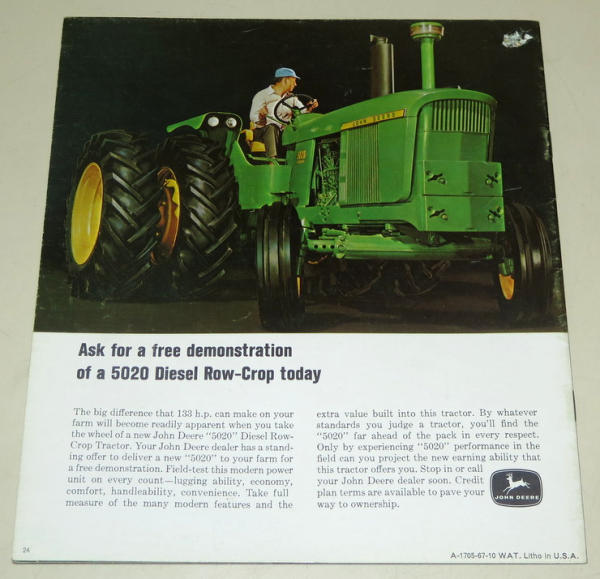 JOHN DEERE
5020
Ask for a free demonstration
of a 5020 Diesel Row-Crop today
The big difference that 133 h.p. can make on your
farm will become readily apparent when you take
the wheel of a new John Deere “5020” Diesel Row-
Crop Tractor. Your John Deere dealer has a stand-
ing offer to deliver a new “5020” to your farm for
a free demonstration. Field-test this modern power
unit on every count—lugging ability, economy,
comfort, handleability, convenience. Take full
measure of the many modern features and the
extra value built into this tractor. By whatever
standards you judge a tractor, you'll find the
“5020” far ahead of the pack in every respect.
Only by experiencing “5020” performance in the
field can you project the new earning ability that
this tractor offers you. Stop in or call
your John Deere dealer soon. Credit
plan terms are available to pave your
way to ownership.
JOHN DEERE
24
A-1705-67-10 W.A.T. Litho in U.S.A.